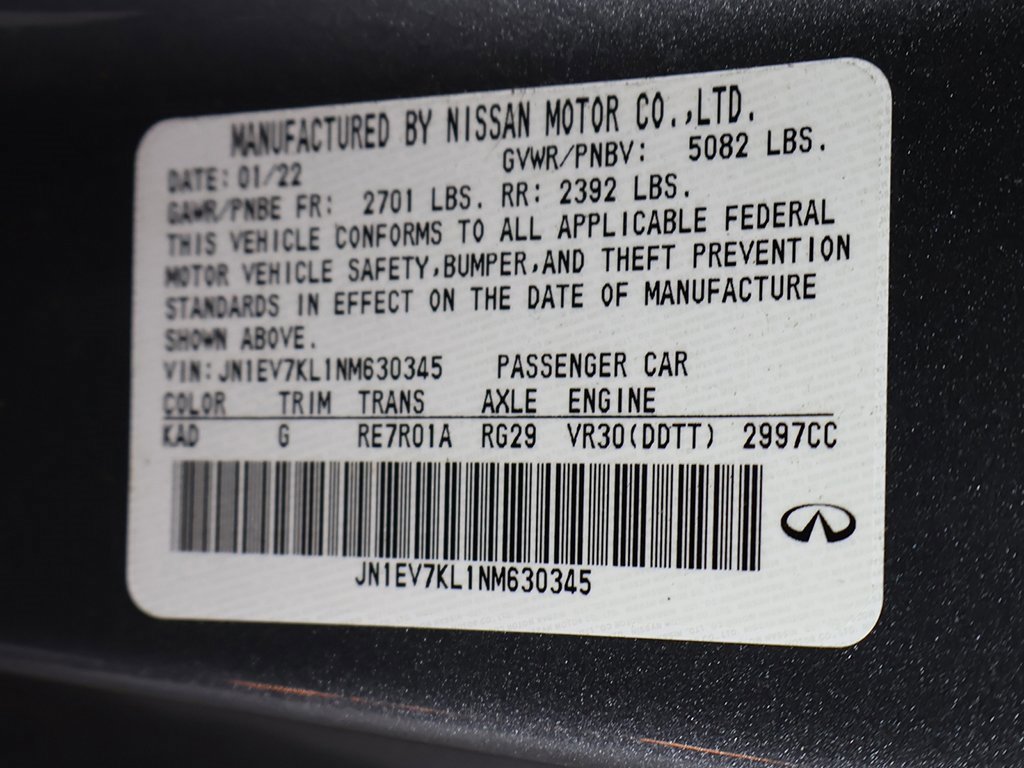 MANUFACTURED BY NISSAN MOTOR CO.,LTD.
DATE: 01/22 GVWR/PNBV: 5082 LBS.
GAWR/PNBE FR: 2701 LBS. RR: 2392 LBS.
THIS VEHICLE CONFORMS TO ALL APPLICABLE FEDERAL
MOTOR VEHICLE SAFETY,BUMPER,AND THEFT PREVENTION
STANDARDS IN EFFECT ON THE DATE OF MANUFACTURE
SHOWN ABOVE.
VIN: JN1EV7KL1NM630345 PASSENGER CAR
COLOR TRIM TRANS AXLE ENGINE
KAD G RE7R01A RG29 VR30(DDTT) 2997CC
JN1EV7KL1NM630345